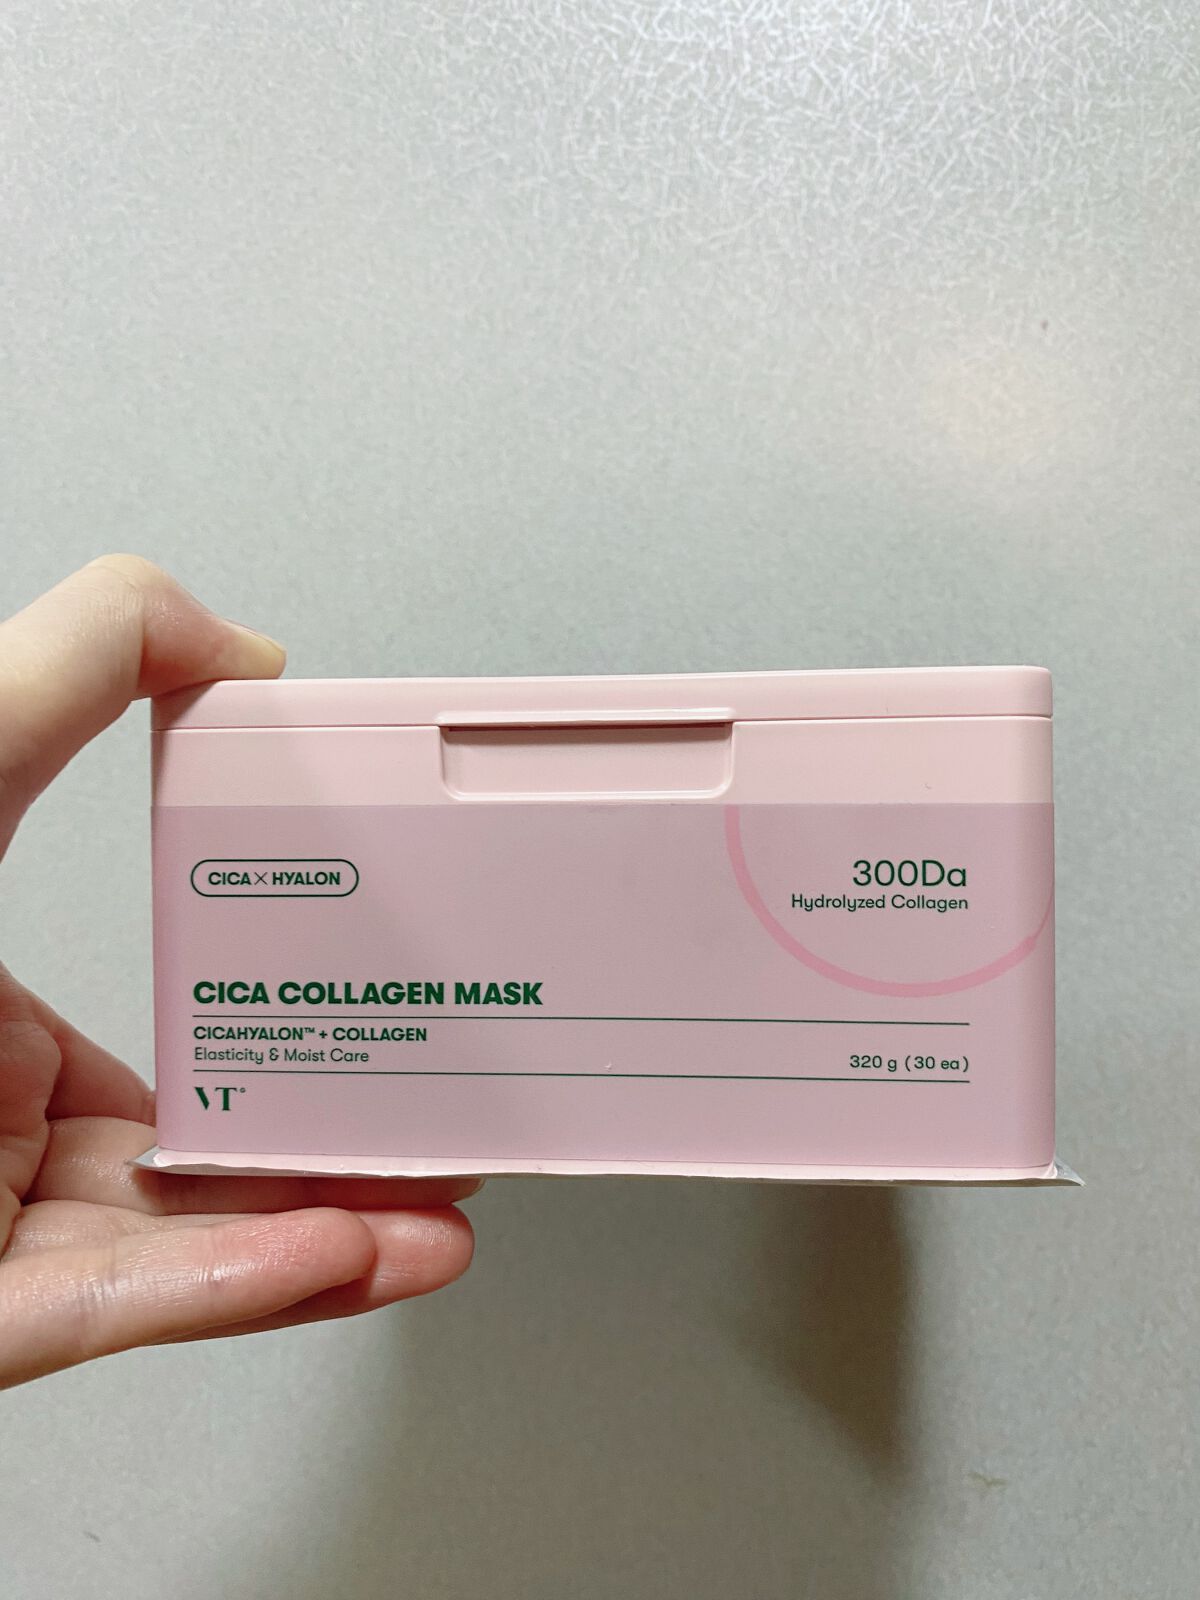 CICA×HYALON
300Da
Hydrolyzed Collagen
CICA COLLAGEN MASK
CICAHYALON™ + COLLAGEN
Elasticity & Moist Care
320 g (30 ea)
VT